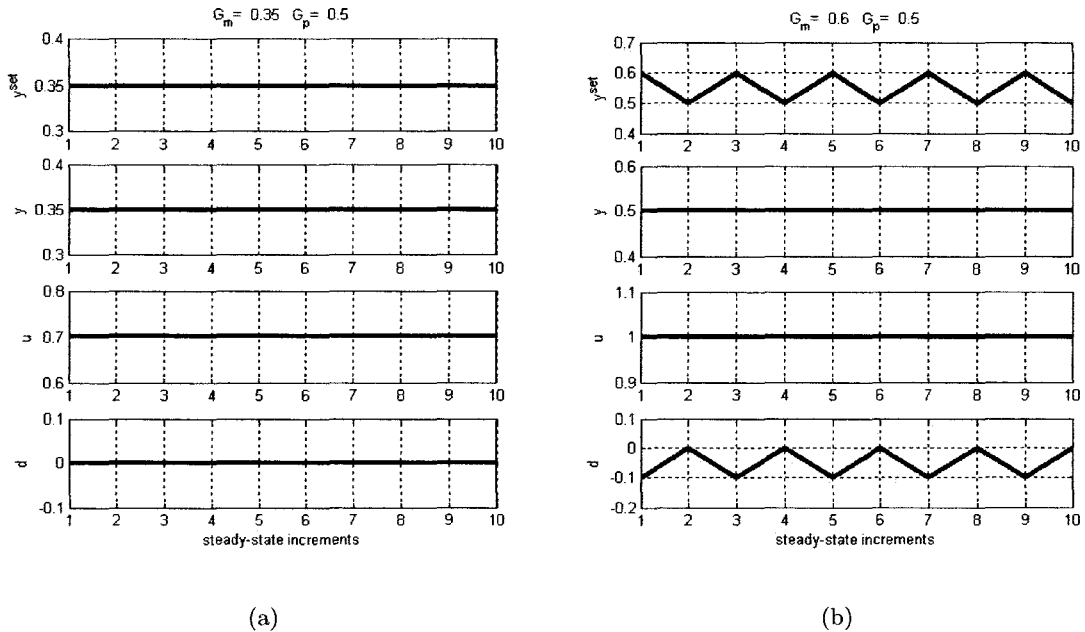 G_m = 0.35 G_p = 0.5
0.4
y^set 0.35
0.3
1 2 3 4 5 6 7 8 9 10
0.4
y 0.35
0.3
1 2 3 4 5 6 7 8 9 10
0.8
u 0.7
0.6
1 2 3 4 5 6 7 8 9 10
0.1
d 0
-0.1
1 2 3 4 5 6 7 8 9 10
steady-state increments
(a)
G_m = 0.6 G_p = 0.5
0.7
0.6
y^set
0.5
0.4
1 2 3 4 5 6 7 8 9 10
0.6
y 0.5
0.4
1 2 3 4 5 6 7 8 9 10
1.1
u 1
0.9
1 2 3 4 5 6 7 8 9 10
0.1
0
d
-0.1
-0.2
1 2 3 4 5 6 7 8 9 10
steady-state increments
(b)